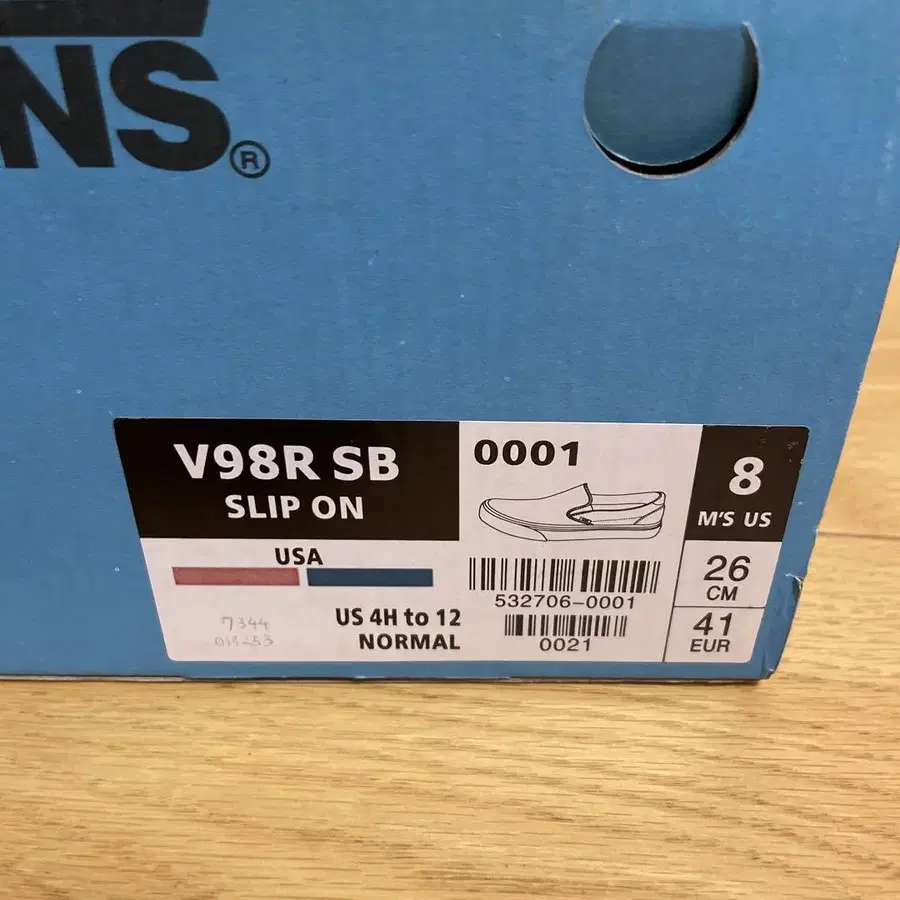 NS®
V98R SB
SLIP ON
0001
8
M'S US
USA
26
CM
532706-0001
US 4H to 12
NORMAL
7344
0021
41
EUR